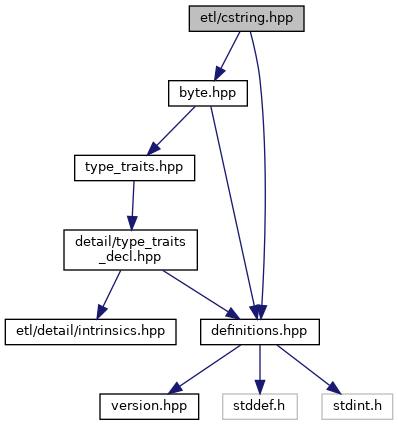 etl/cstring.hpp
byte.hpp
type_traits.hpp
detail/type_traits
_decl.hpp
etl/detail/intrinsics.hpp
definitions.hpp
version.hpp
stddef.h
stdint.h